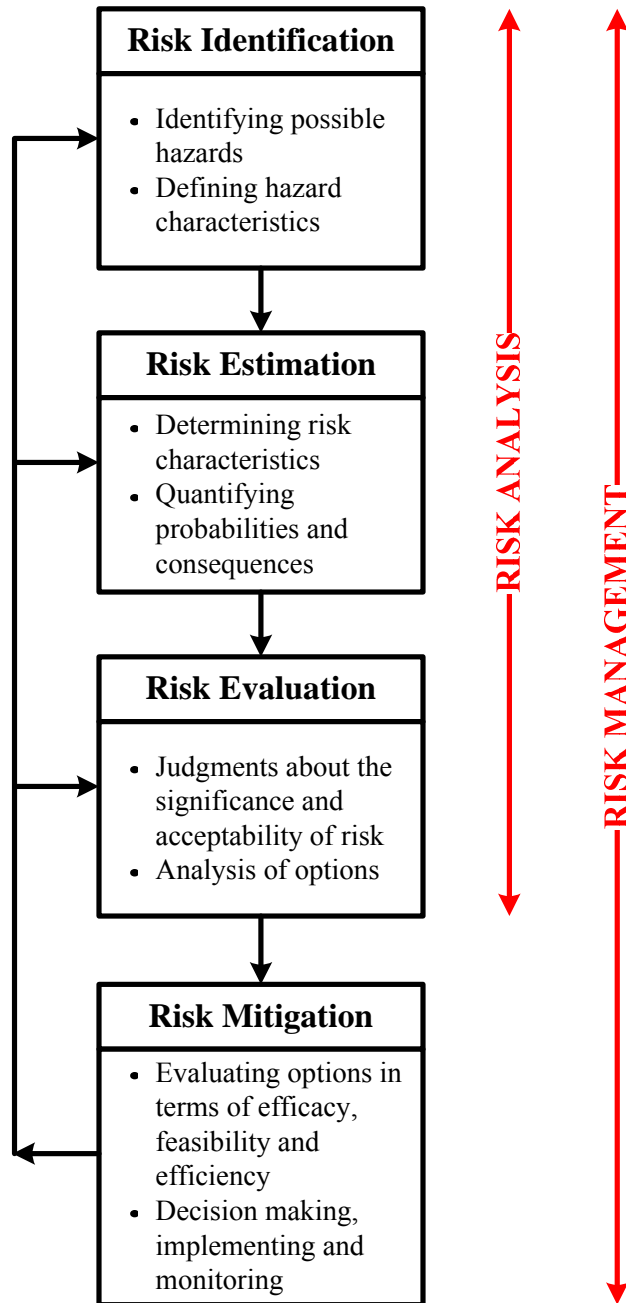 Risk Identification
• Identifying possible
hazards
• Defining hazard
characteristics
Risk Estimation
• Determining risk
characteristics
• Quantifying
probabilities and
consequences
Risk Evaluation
• Judgments about the
significance and
acceptability of risk
• Analysis of options
Risk Mitigation
• Evaluating options in
terms of efficacy,
feasibility and
efficiency
• Decision making,
implementing and
monitoring
RISK ANALYSIS
RISK MANAGEMENT